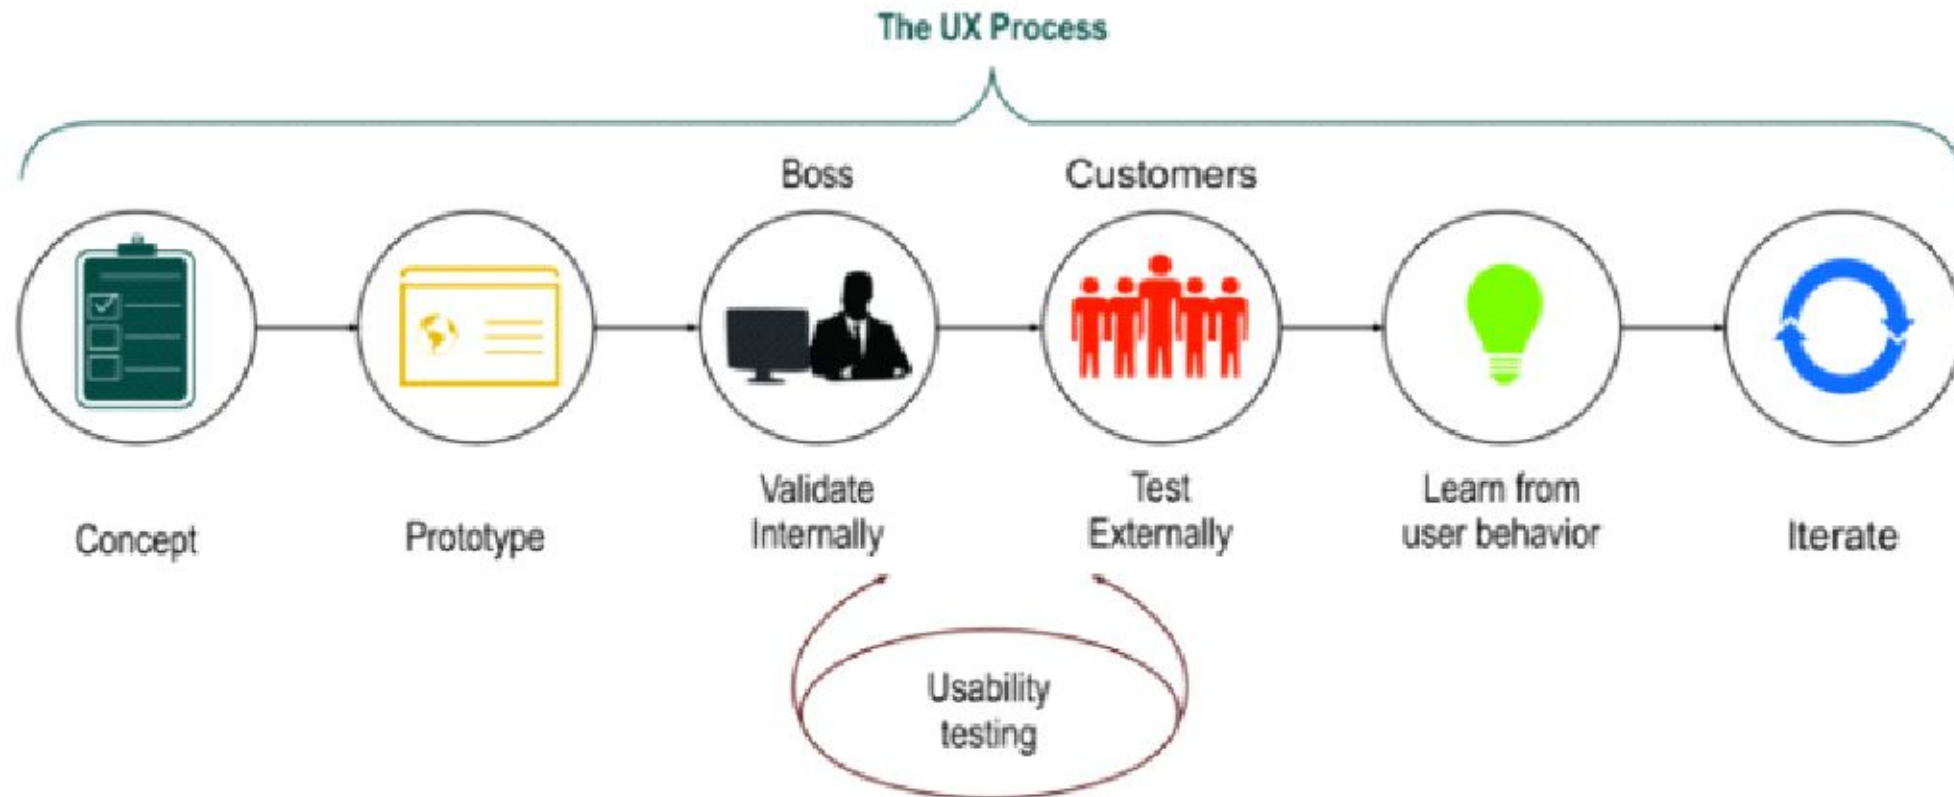 The UX Process
Boss
Customers
Concept
Prototype
Validate
Internally
Test
Externally
Learn from
user behavior
Iterate
Usability
testing